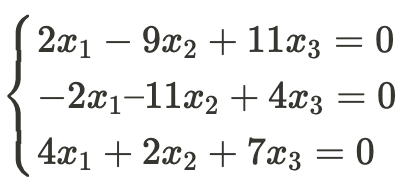 2x₁ − 9x₂ + 11x₃ = 0
−2x₁–11x₂ + 4x₃ = 0
4x₁ + 2x₂ + 7x₃ = 0